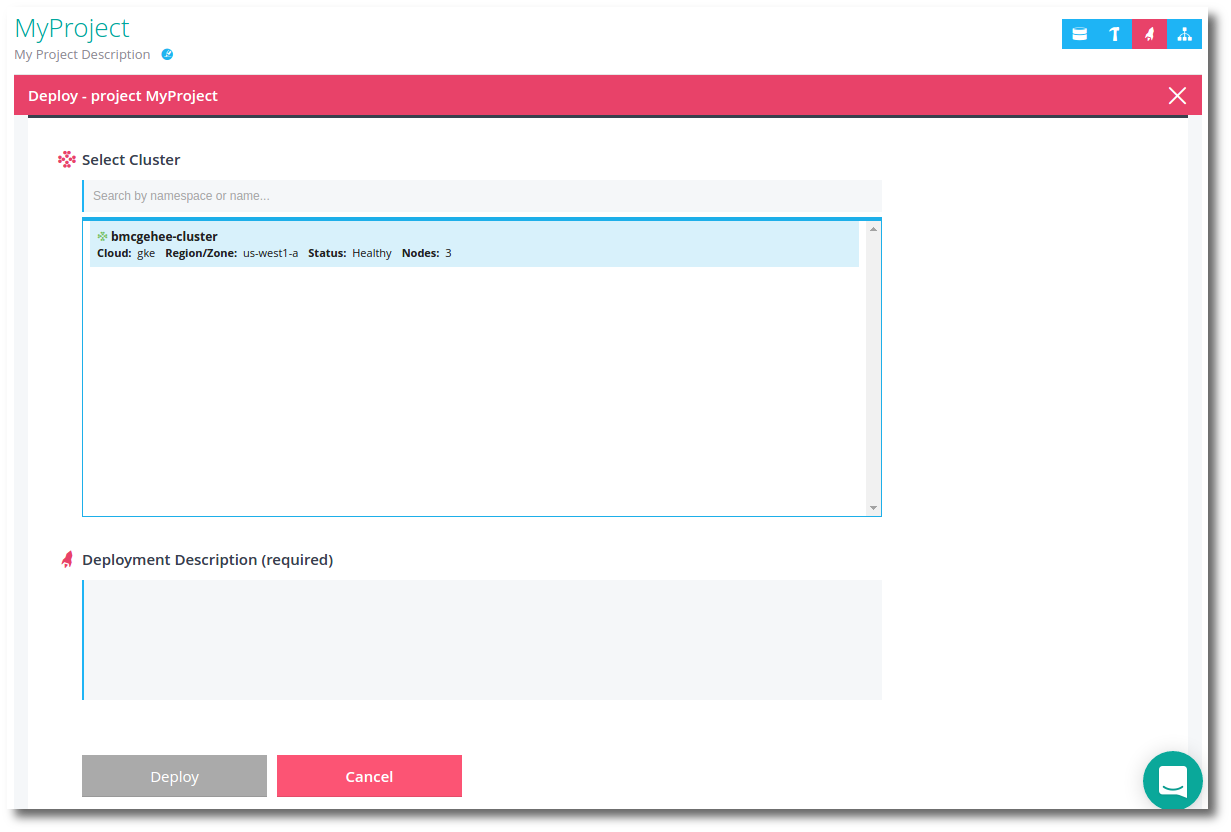 MyProject
My Project Description
Deploy - project MyProject
Select Cluster
Search by namespace or name...
bmcgehee-cluster
Cloud: gke Region/Zone: us-west1-a Status: Healthy Nodes: 3
Deployment Description (required)
Deploy Cancel